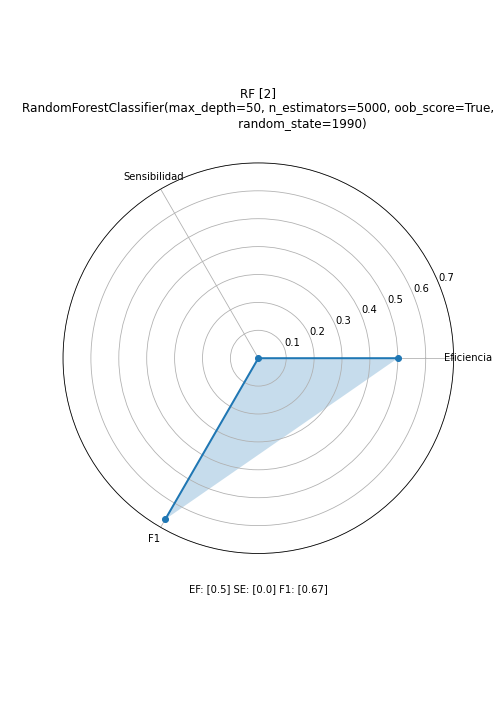 RF [2]
RandomForestClassifier(max_depth=50, n_estimators=5000, oob_score=True,
random_state=1990)
Sensibilidad
0.7
0.6
0.5
0.4
0.3
0.2
0.1
Eficiencia
F1
EF: [0.5] SE: [0.0] F1: [0.67]